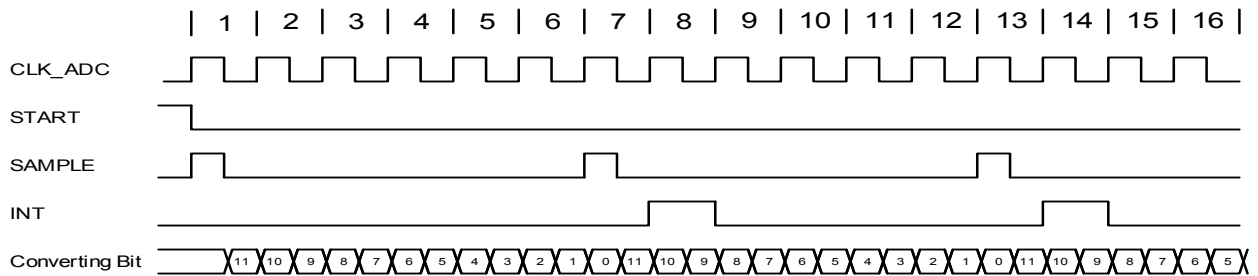 1 2 3 4 5 6 7 8 9 10 11 12 13 14 15 16
CLK_ADC
START
SAMPLE
INT
Converting Bit 11 10 9 8 7 6 5 4 3 2 1 0 11 10 9 8 7 6 5 4 3 2 1 0 11 10 9 8 7 6 5